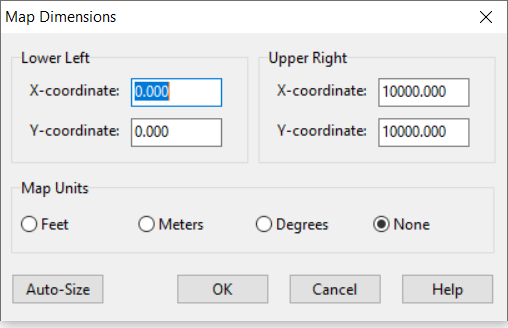 Map Dimensions
Lower Left
X-coordinate: 0.000
Y-coordinate: 0.000
Upper Right
X-coordinate: 10000.000
Y-coordinate: 10000.000
Map Units
Feet Meters Degrees None
Auto-Size OK Cancel Help